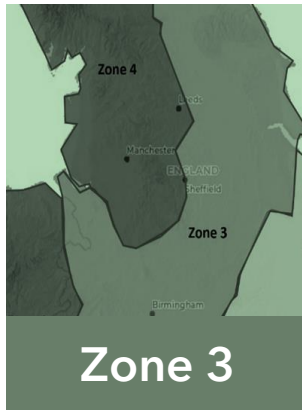 Zone 4
Leeds
Manchester
ENGLAND
Sheffield
Zone 3
Birmingham
Zone 3